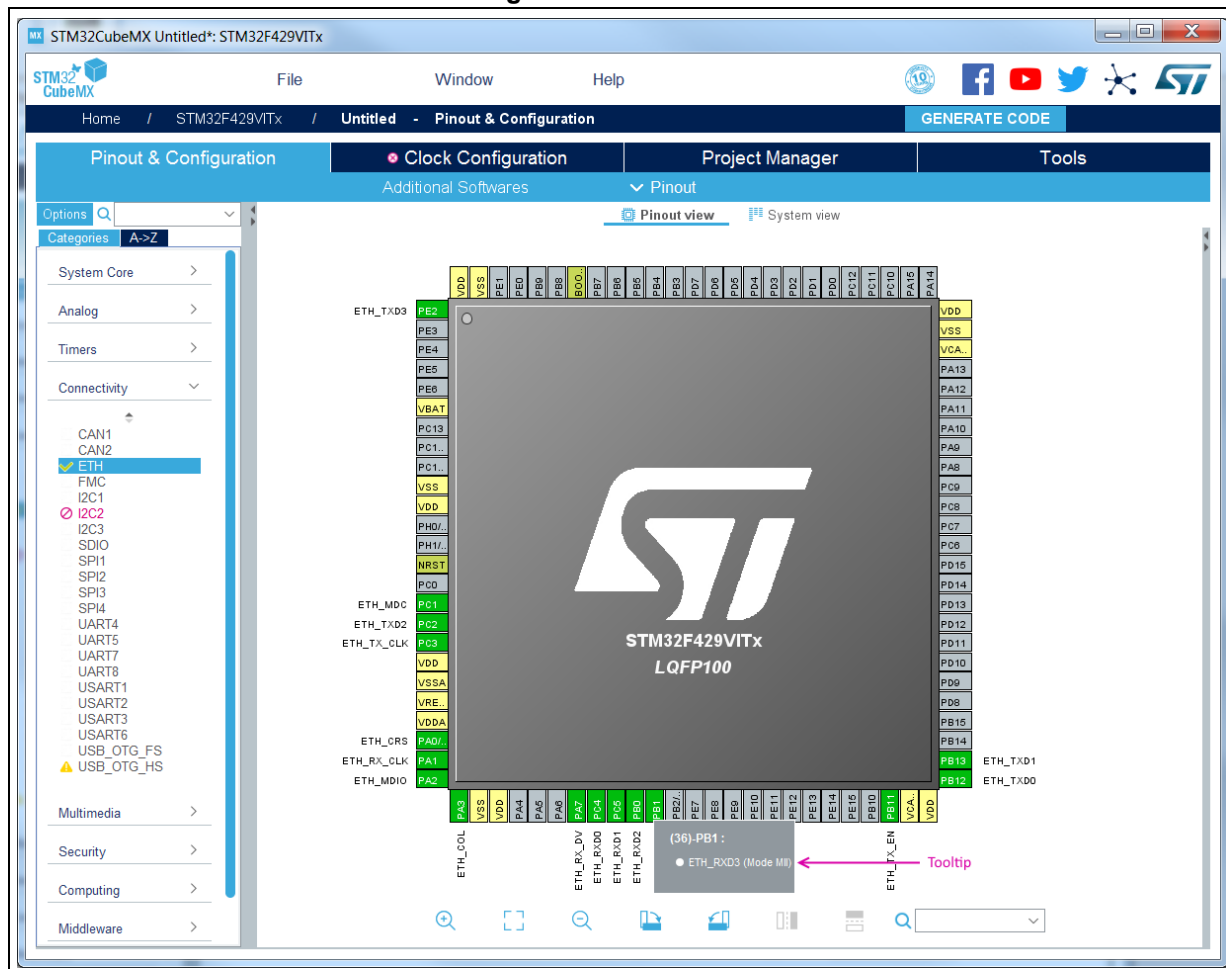 MX STM32CubeMX Untitled*: STM32F429VITx
STM32 CubeMX
File Window Help
10
Home / STM32F429VITx / Untitled - Pinout & Configuration GENERATE CODE
Pinout & Configuration Clock Configuration Project Manager Tools
Additional Softwares Pinout
Options
Pinout view System view
Categories A->Z
System Core
Analog
Timers
Connectivity
CAN1
CAN2
ETH
FMC
I2C1
I2C2
I2C3
SDIO
SPI1
SPI2
SPI3
SPI4
UART4
UART5
UART7
UART8
USART1
USART2
USART3
USART6
USB_OTG_FS
USB_OTG_HS
Multimedia
Security
Computing
Middleware
VDD VSS PE1 PE0 PB9 PB8 BOO.. PB7 PB6 PB5 PB4 PB3 PD7 PD6 PD5 PD4 PD3 PD2 PD1 PD0 PC12 PC11 PC10 PA15 PA14
ETH_TXD3 PE2
PE3
PE4
PE5
PE6
VBAT
PC13
PC1..
PC1..
VSS
VDD
PH0/..
PH1/..
NRST
PC0
ETH_MDC PC1
ETH_TXD2 PC2
ETH_TX_CLK PC3
VDD
VSSA
VRE..
VDDA
ETH_CRS PA0/..
ETH_RX_CLK PA1
ETH_MDIO PA2
STM32F429VITx
LQFP100
VDD
VSS
VCA..
PA13
PA12
PA11
PA10
PA9
PA8
PC9
PC8
PC7
PC6
PD15
PD14
PD13
PD12
PD11
PD10
PD9
PD8
PB15
PB14
PB13 ETH_TXD1
PB12 ETH_TXD0
PA3 VSS VDD PA4 PA5 PA6 PA7 PC4 PC5 PB0 PB1 PB2/.. PE7 PE8 PE9 PE10 PE11 PE12 PE13 PE14 PE15 PB10 PB11 VCA.. VDD
ETH_COL ETH_RX_DV ETH_RXD0 ETH_RXD1 ETH_RXD2 ETH_TX_EN
(36)-PB1 :
ETH_RXD3 (Mode MII)
Tooltip